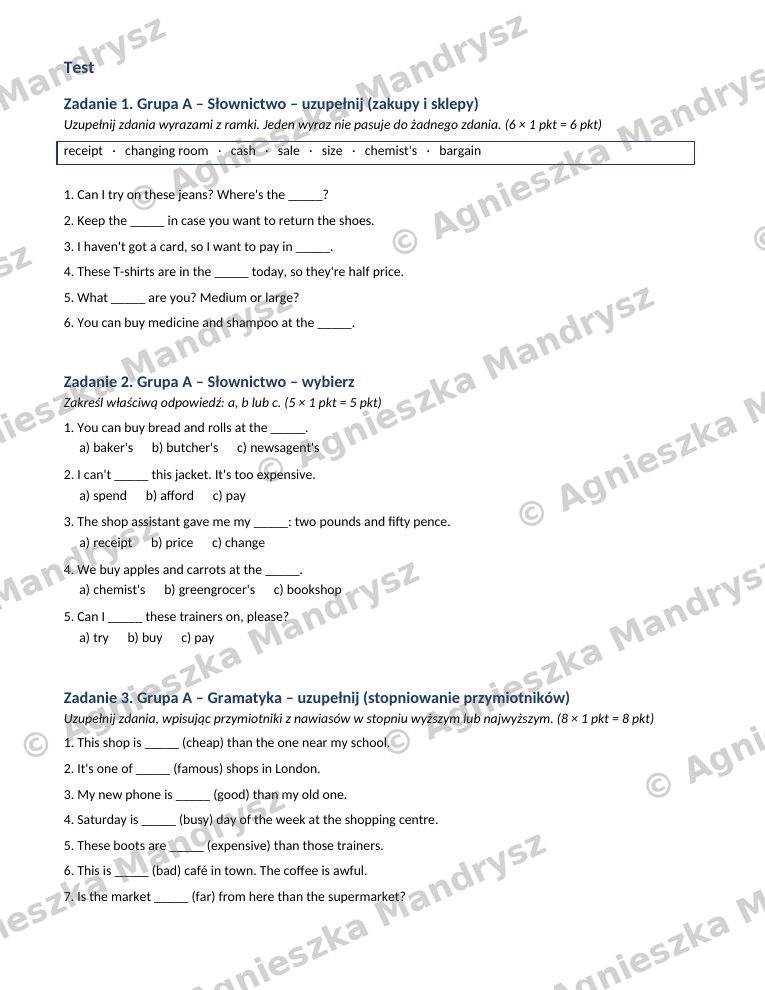 Test
Zadanie 1. Grupa A – Słownictwo – uzupełnij (zakupy i sklepy)
Uzupełnij zdania wyrazami z ramki. Jeden wyraz nie pasuje do żadnego zdania. (6 × 1 pkt = 6 pkt)
receipt · changing room · cash · sale · size · chemist's · bargain
1. Can I try on these jeans? Where's the _____?
2. Keep the _____ in case you want to return the shoes.
3. I haven't got a card, so I want to pay in _____.
4. These T-shirts are in the _____ today, so they're half price.
5. What _____ are you? Medium or large?
6. You can buy medicine and shampoo at the _____.
Zadanie 2. Grupa A – Słownictwo – wybierz
Zakreśl właściwą odpowiedź: a, b lub c. (5 × 1 pkt = 5 pkt)
1. You can buy bread and rolls at the _____.
a) baker's b) butcher's c) newsagent's
2. I can't _____ this jacket. It's too expensive.
a) spend b) afford c) pay
3. The shop assistant gave me my _____: two pounds and fifty pence.
a) receipt b) price c) change
4. We buy apples and carrots at the _____.
a) chemist's b) greengrocer's c) bookshop
5. Can I _____ these trainers on, please?
a) try b) buy c) pay
Zadanie 3. Grupa A – Gramatyka – uzupełnij (stopniowanie przymiotników)
Uzupełnij zdania, wpisując przymiotniki z nawiasów w stopniu wyższym lub najwyższym. (8 × 1 pkt = 8 pkt)
1. This shop is _____ (cheap) than the one near my school.
2. It's one of _____ (famous) shops in London.
3. My new phone is _____ (good) than my old one.
4. Saturday is _____ (busy) day of the week at the shopping centre.
5. These boots are _____ (expensive) than those trainers.
6. This is _____ (bad) café in town. The coffee is awful.
7. Is the market _____ (far) from here than the supermarket?
© Agnieszka Mandrysz